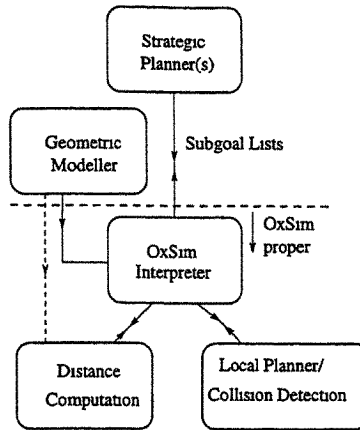 Strategic
Planner(s)
Geometric
Modeller
Subgoal Lists
OxSim
Interpreter
OxSim
proper
Distance
Computation
Local Planner/
Collision Detection